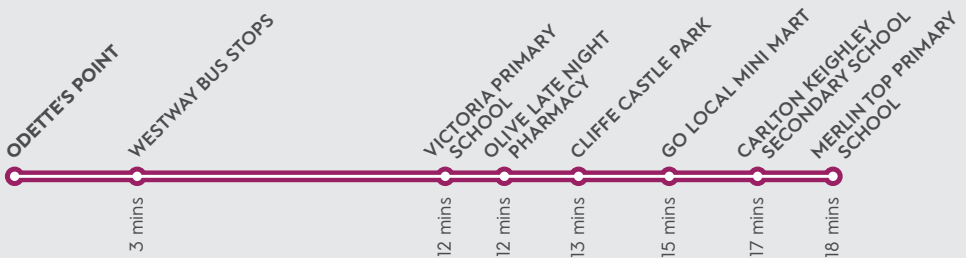 ODETTE'S POINT
WESTWAY BUS STOPS
VICTORIA PRIMARY
SCHOOL
OLIVE LATE NIGHT
PHARMACY
CLIFFE CASTLE PARK
GO LOCAL MINI MART
CARLTON KEIGHLEY
SECONDARY SCHOOL
MERLIN TOP PRIMARY
SCHOOL
3 mins
12 mins
12 mins
13 mins
15 mins
17 mins
18 mins